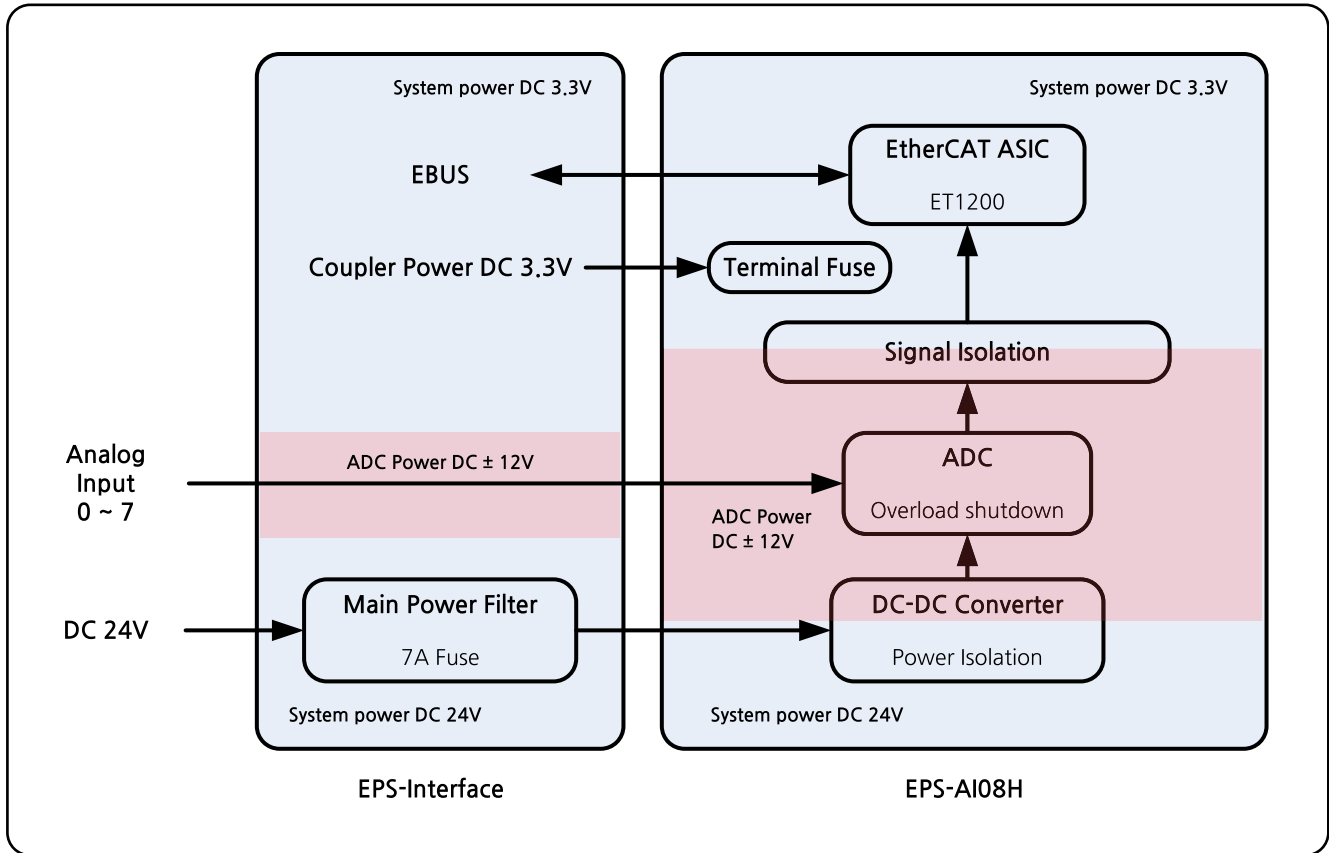 System power DC 3.3V
System power DC 3.3V
EtherCAT ASIC
EBUS
ET1200
Coupler Power DC 3.3V
Terminal Fuse
Signal Isolation
Analog
Input
0 ~ 7
ADC Power DC ± 12V
ADC
Overload shutdown
ADC Power
DC ± 12V
DC 24V
Main Power Filter
7A Fuse
DC-DC Converter
Power Isolation
System power DC 24V
System power DC 24V
EPS-Interface
EPS-AI08H